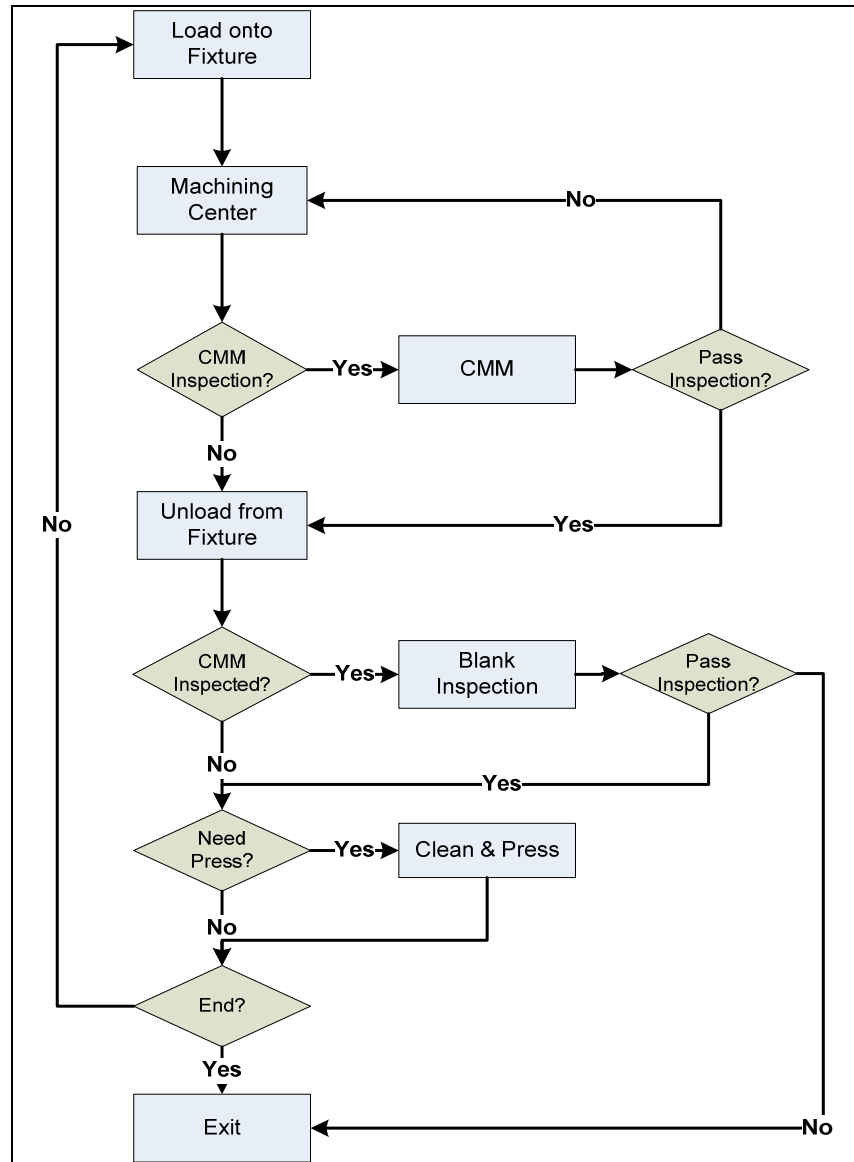 Load onto
Fixture
Machining
Center
No
CMM
Inspection?
Yes
CMM
Pass
Inspection?
No
Unload from
Fixture
Yes
No
CMM
Inspected?
Yes
Blank
Inspection
Pass
Inspection?
No
Yes
Need
Press?
Yes
Clean & Press
No
End?
Yes
Exit
No